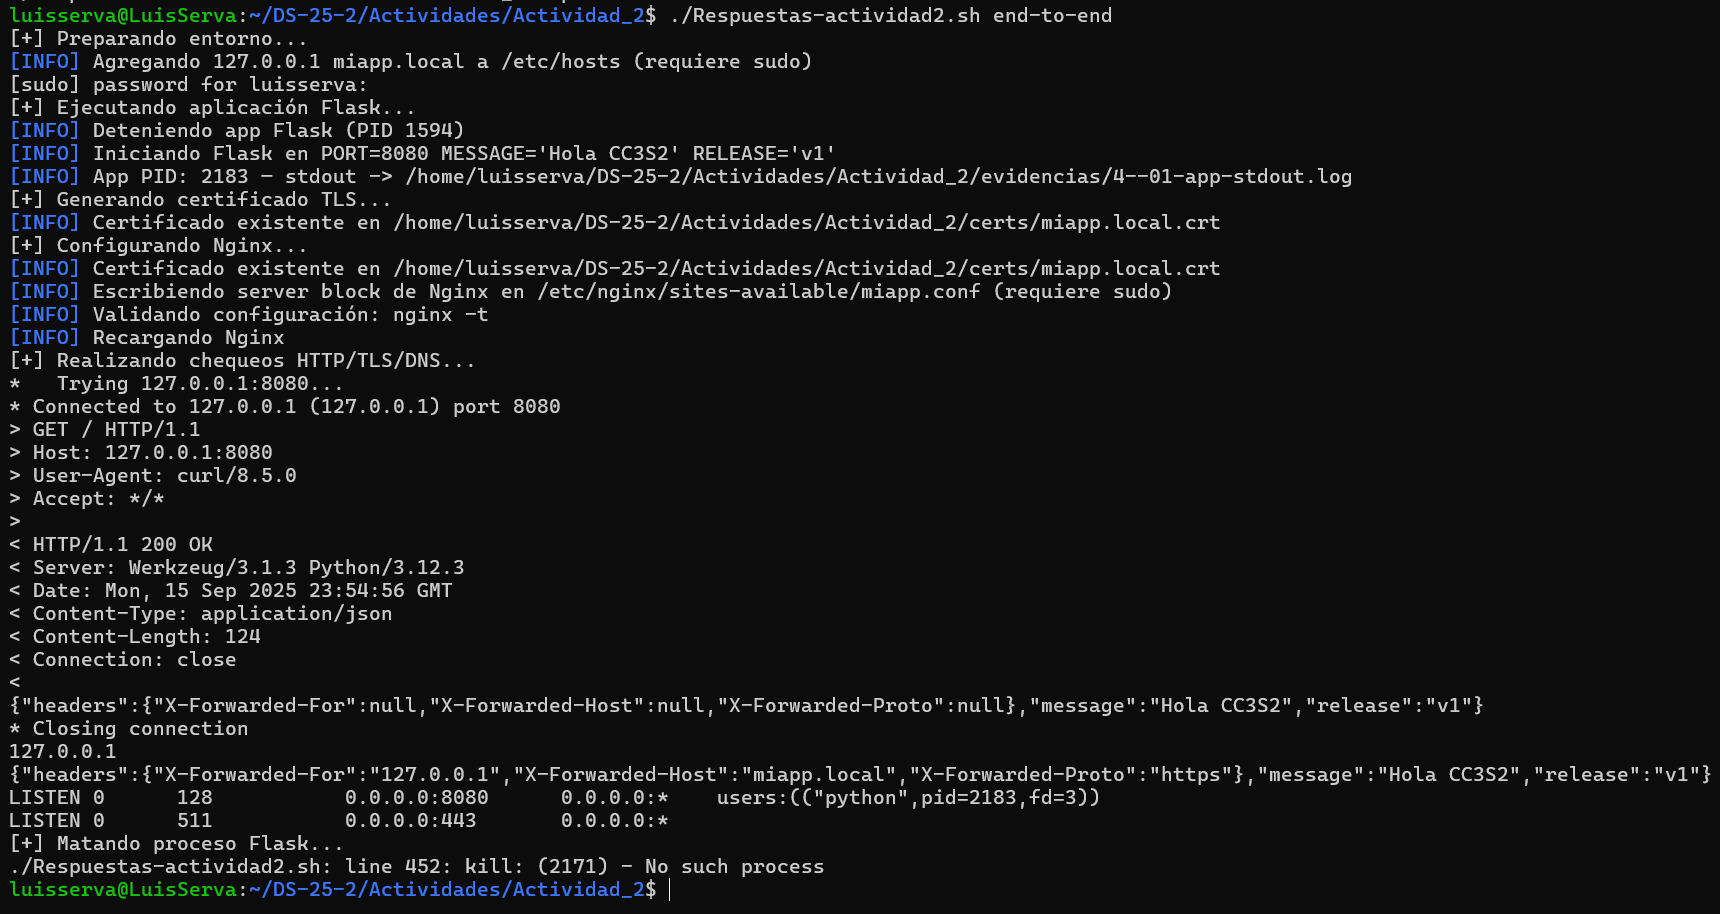 luisserva@LuisServa:~/DS-25-2/Actividades/Actividad_2$ ./Respuestas-actividad2.sh end-to-end
[+] Preparando entorno...
[INFO] Agregando 127.0.0.1 miapp.local a /etc/hosts (requiere sudo)
[sudo] password for luisserva:
[+] Ejecutando aplicación Flask...
[INFO] Deteniendo app Flask (PID 1594)
[INFO] Iniciando Flask en PORT=8080 MESSAGE='Hola CC3S2' RELEASE='v1'
[INFO] App PID: 2183 — stdout -> /home/luisserva/DS-25-2/Actividades/Actividad_2/evidencias/4--01-app-stdout.log
[+] Generando certificado TLS...
[INFO] Certificado existente en /home/luisserva/DS-25-2/Actividades/Actividad_2/certs/miapp.local.crt
[+] Configurando Nginx...
[INFO] Certificado existente en /home/luisserva/DS-25-2/Actividades/Actividad_2/certs/miapp.local.crt
[INFO] Escribiendo server block de Nginx en /etc/nginx/sites-available/miapp.conf (requiere sudo)
[INFO] Validando configuración: nginx -t
[INFO] Recargando Nginx
[+] Realizando chequeos HTTP/TLS/DNS...
*   Trying 127.0.0.1:8080...
* Connected to 127.0.0.1 (127.0.0.1) port 8080
> GET / HTTP/1.1
> Host: 127.0.0.1:8080
> User-Agent: curl/8.5.0
> Accept: */*
>
< HTTP/1.1 200 OK
< Server: Werkzeug/3.1.3 Python/3.12.3
< Date: Mon, 15 Sep 2025 23:54:56 GMT
< Content-Type: application/json
< Content-Length: 124
< Connection: close
<
{"headers":{"X-Forwarded-For":null,"X-Forwarded-Host":null,"X-Forwarded-Proto":null},"message":"Hola CC3S2","release":"v1"}
* Closing connection
127.0.0.1
{"headers":{"X-Forwarded-For":"127.0.0.1","X-Forwarded-Host":"miapp.local","X-Forwarded-Proto":"https"},"message":"Hola CC3S2","release":"v1"}
LISTEN 0      128           0.0.0.0:8080      0.0.0.0:*    users:(("python",pid=2183,fd=3))
LISTEN 0      511           0.0.0.0:443       0.0.0.0:*
[+] Matando proceso Flask...
./Respuestas-actividad2.sh: line 452: kill: (2171) - No such process
luisserva@LuisServa:~/DS-25-2/Actividades/Actividad_2$